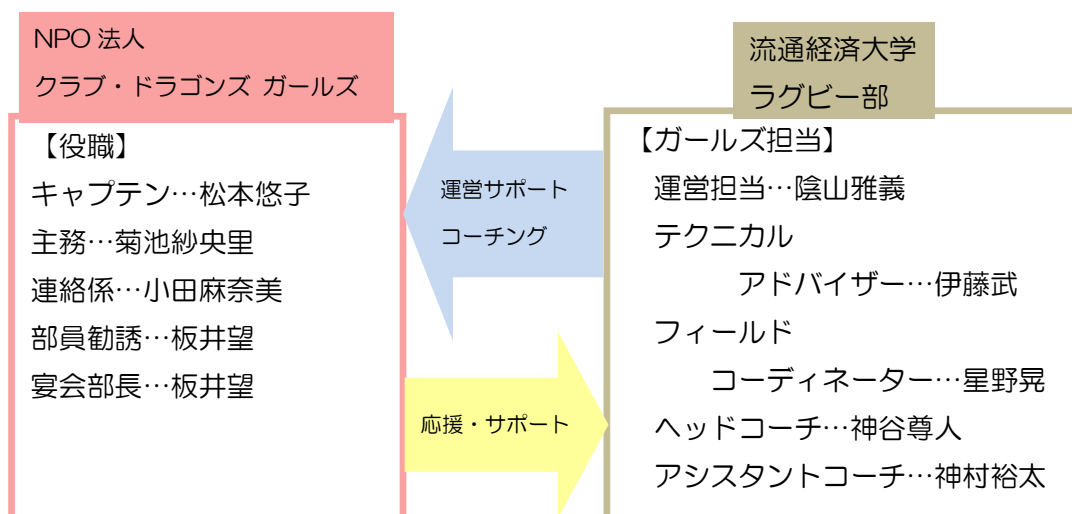 NPO 法人
クラブ・ドラゴンズ ガールズ
【役職】
キャプテン…松本悠子
主務…菊池紗央里
連絡係…小田麻奈美
部員勧誘…板井望
宴会部長…板井望
運営サポート
コーチング
応援・サポート
流通経済大学
ラグビー部
【ガールズ担当】
運営担当…陰山雅義
テクニカル
アドバイザー…伊藤武
フィールド
コーディネーター…星野晃
ヘッドコーチ…神谷尊人
アシスタントコーチ…神村裕太